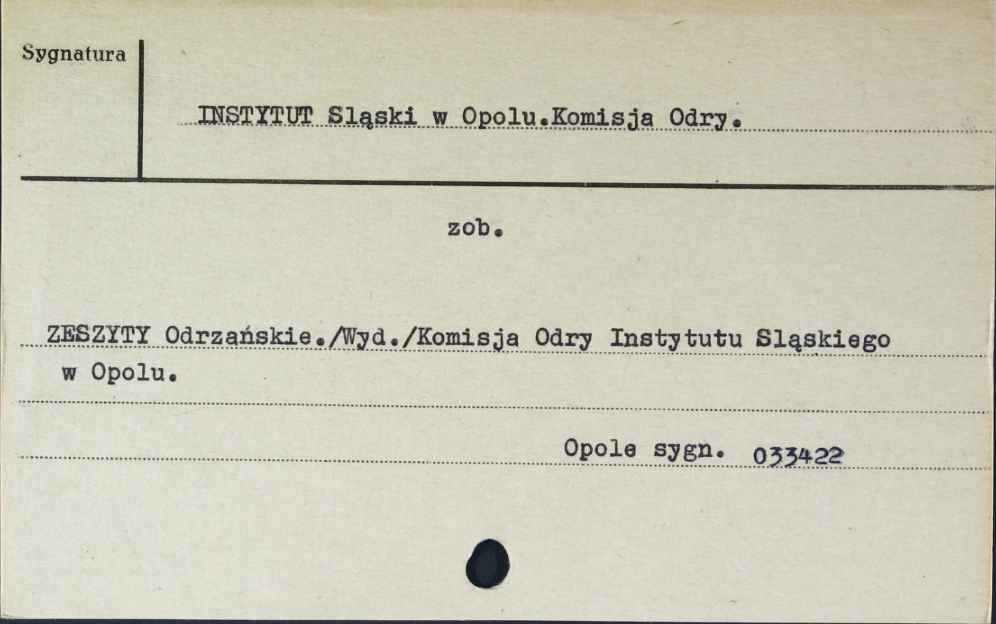 Sygnatura
INSTYTUT Sląski w Opolu.Komisja Odry.
zob.
ZESZYTY Odrzańskie./Wyd./Komisja Odry Instytutu Sląskiego
w Opolu.
Opole sygn. 033422